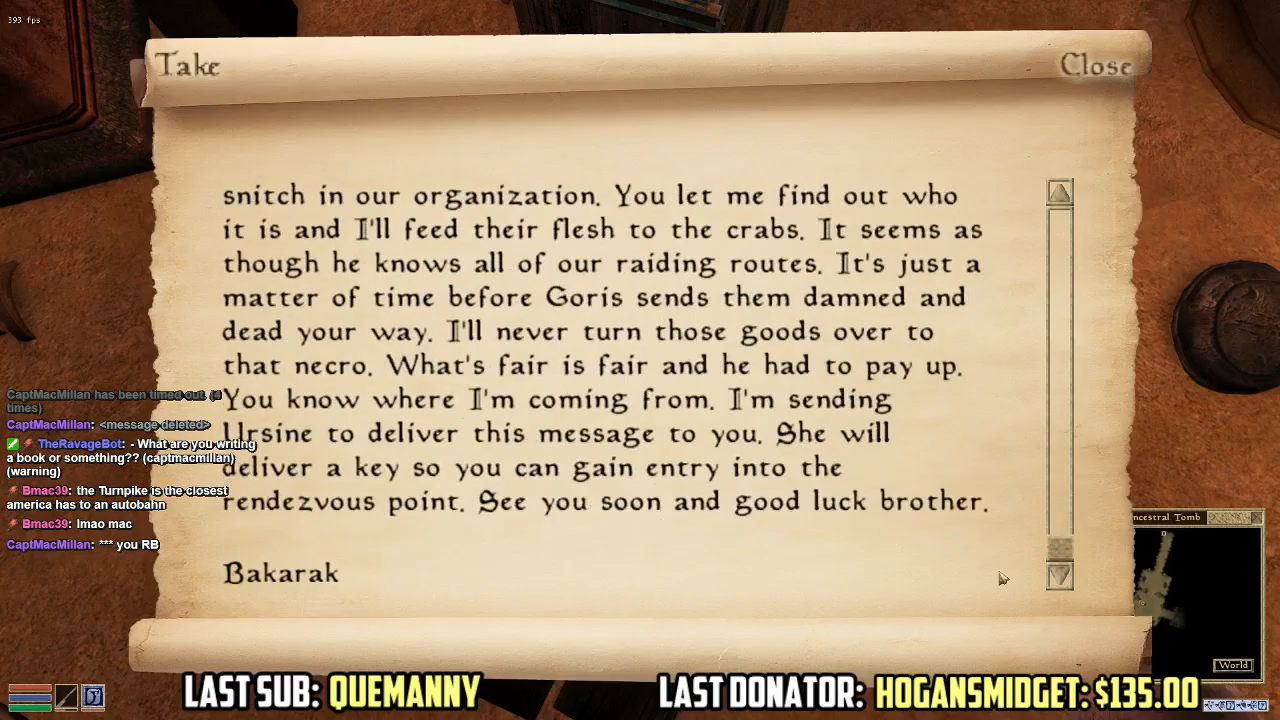 393 fps
Take
Close
snitch in our organization. You let me find out who
it is and I'll feed their flesh to the crabs. It seems as
though he knows all of our raiding routes. It's just a
matter of time before Goris sends them damned and
dead your way. I'll never turn those goods over to
that necro. What's fair is fair and he had to pay up.
You know where I'm coming from. I'm sending
Ursine to deliver this message to you. She will
deliver a key so you can gain entry into the
rendezvous point. See you soon and good luck brother.
Bakarak
CaptMacMillan has been timed out. (4
times)
CaptMacMillan: <message deleted>
TheRavageBot: - What are you writing
a book or something?? (captmacmillan)
(warning)
Bmac39: the Turnpike is the closest
america has to an autobahn
Bmac39: lmao mac
CaptMacMillan: *** you RB
ncestral Tomb
World
LAST SUB: QUEMANNY
LAST DONATOR: HOGANSMIDGET: $135.00